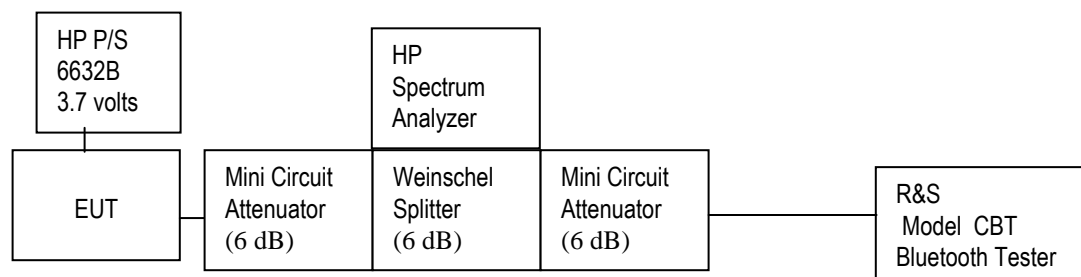 HP P/S
6632B
3.7 volts
HP
Spectrum
Analyzer
EUT
Mini Circuit
Attenuator
(6 dB)
Weinschel
Splitter
(6 dB)
Mini Circuit
Attenuator
(6 dB)
R&S
Model CBT
Bluetooth Tester